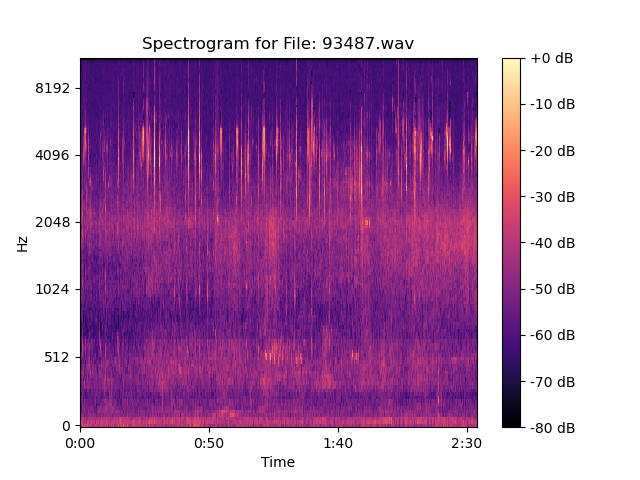 Spectrogram for File: 93487.wav
+0 dB
8192
-10 dB
4096
-20 dB
-30 dB
2048
Hz
-40 dB
1024
-50 dB
-60 dB
512
-70 dB
0
-80 dB
0:00 0:50 1:40 2:30
Time